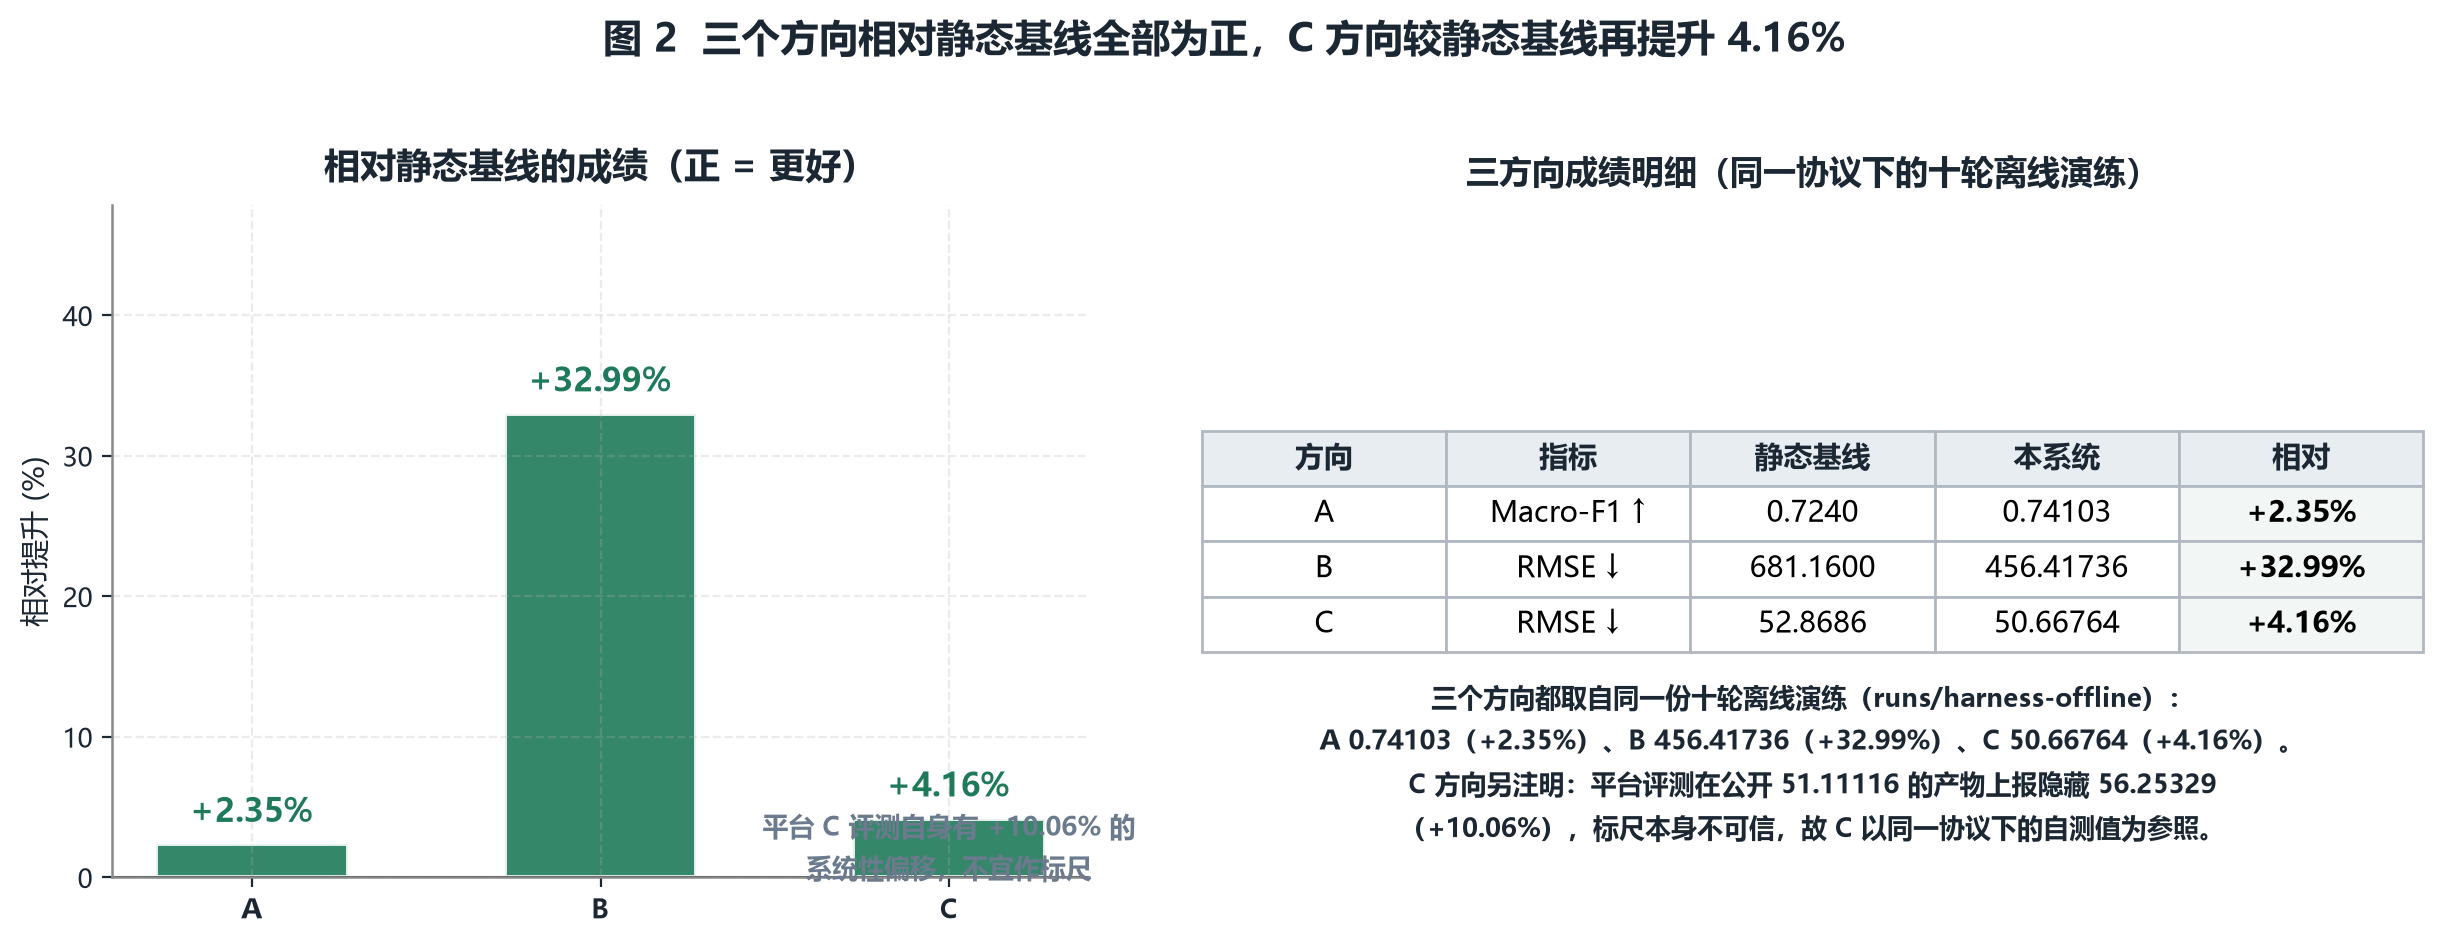 图 2  三个方向相对静态基线全部为正，C 方向较静态基线再提升 4.16%
相对静态基线的成绩（正 = 更好）
相对提升 (%)
40
30
20
10
0
+2.35%
+32.99%
+4.16%
平台 C 评测自身有 +10.06% 的
系统性偏移，不宜作标尺
A
B
C
三方向成绩明细（同一协议下的十轮离线演练）
方向 指标 静态基线 本系统 相对
A Macro-F1 ↑ 0.7240 0.74103 +2.35%
B RMSE ↓ 681.1600 456.41736 +32.99%
C RMSE ↓ 52.8686 50.66764 +4.16%
三个方向都取自同一份十轮离线演练（runs/harness-offline）：
A 0.74103（+2.35%）、B 456.41736（+32.99%）、C 50.66764（+4.16%）。
C 方向另注明：平台评测在公开 51.11116 的产物上报隐藏 56.25329
（+10.06%），标尺本身不可信，故 C 以同一协议下的自测值为参照。